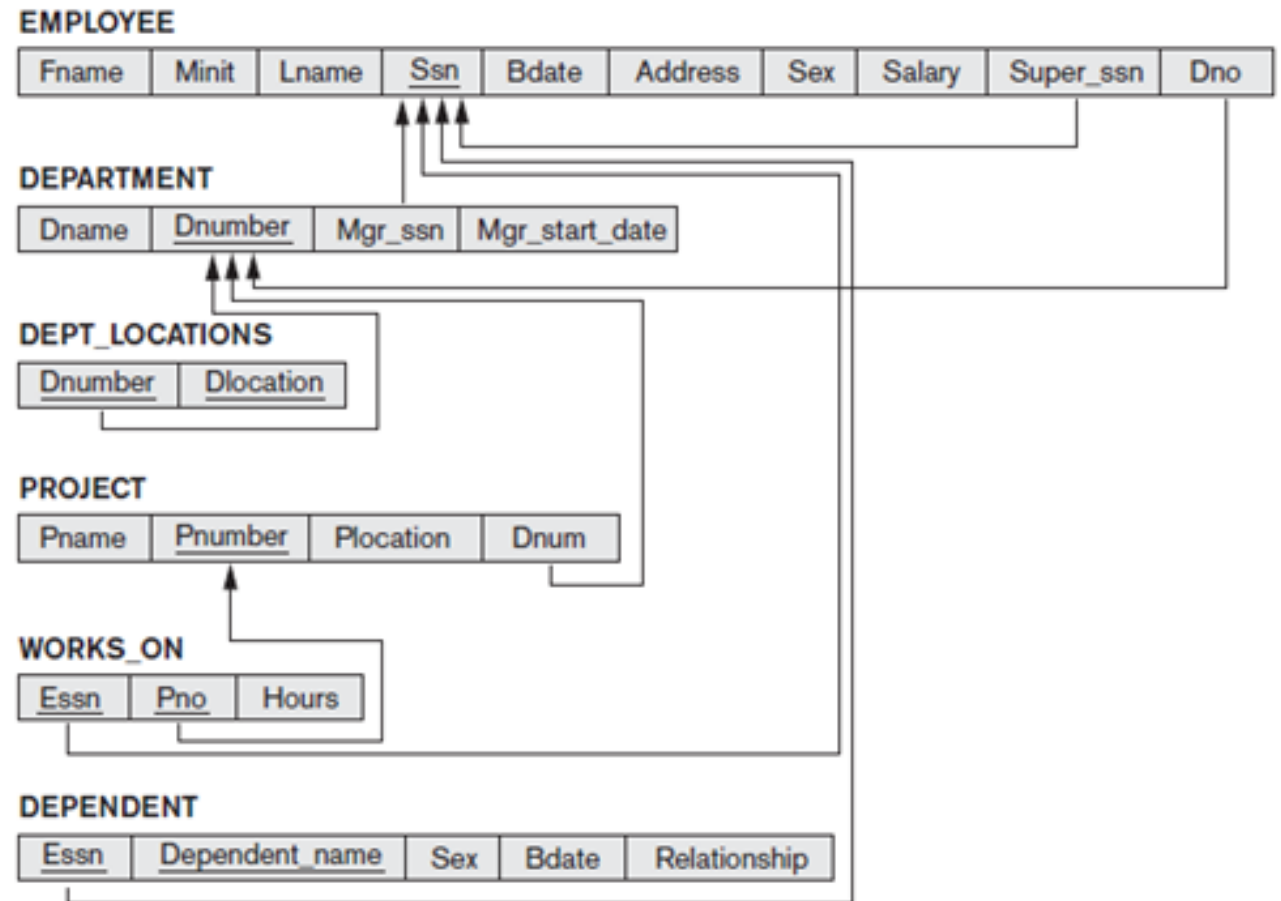 EMPLOYEE
Fname Minit Lname Ssn Bdate Address Sex Salary Super_ssn Dno
DEPARTMENT
Dname Dnumber Mgr_ssn Mgr_start_date
DEPT_LOCATIONS
Dnumber Dlocation
PROJECT
Pname Pnumber Plocation Dnum
WORKS_ON
Essn Pno Hours
DEPENDENT
Essn Dependent_name Sex Bdate Relationship